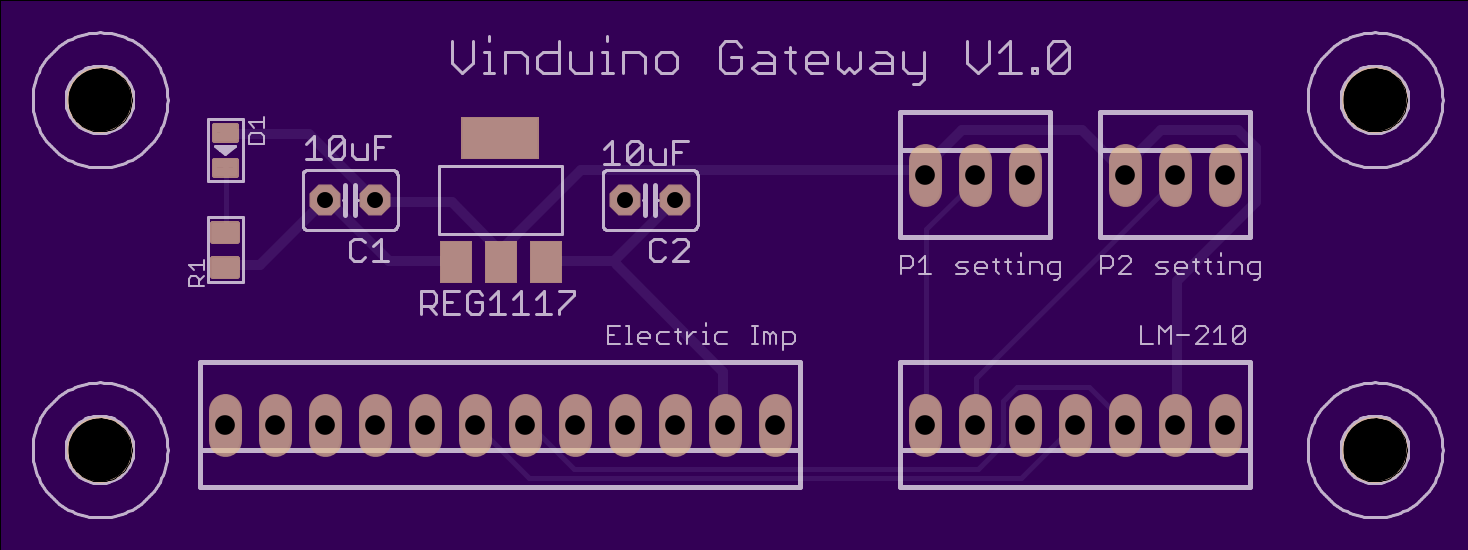 Vinduino Gateway V1.0
D1
10uF
10uF
C1
C2
R1
P1 setting
P2 setting
REG1117
Electric Imp
LM-210